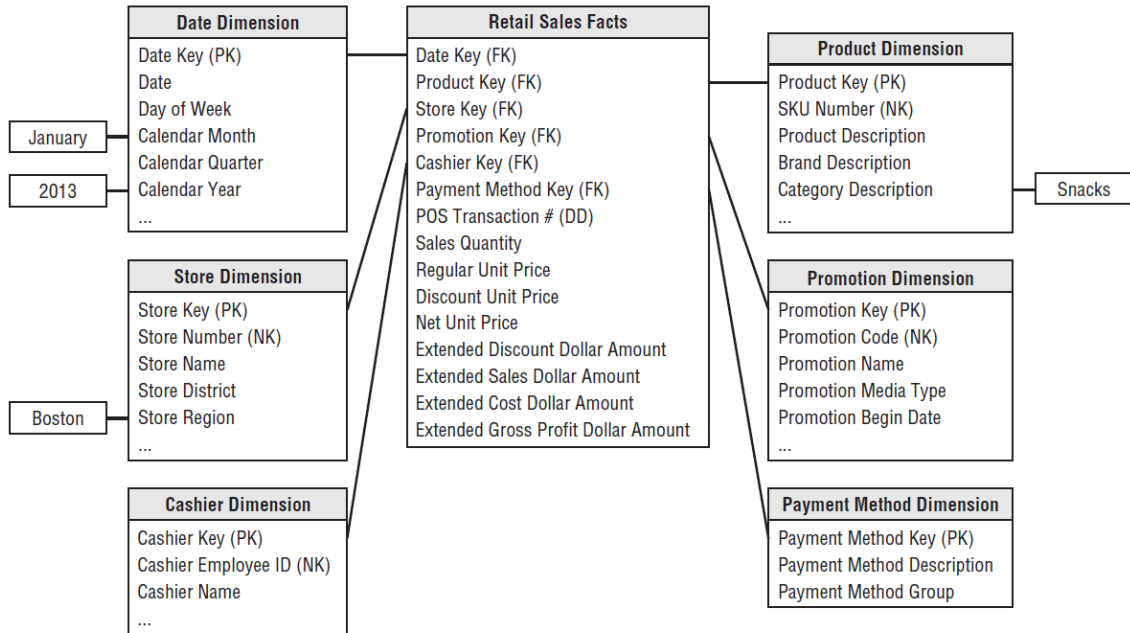 Date Dimension
Date Key (PK)
Date
Day of Week
Calendar Month
Calendar Quarter
Calendar Year
...
January
2013
Store Dimension
Store Key (PK)
Store Number (NK)
Store Name
Store District
Store Region
...
Boston
Cashier Dimension
Cashier Key (PK)
Cashier Employee ID (NK)
Cashier Name
...
Retail Sales Facts
Date Key (FK)
Product Key (FK)
Store Key (FK)
Promotion Key (FK)
Cashier Key (FK)
Payment Method Key (FK)
POS Transaction # (DD)
Sales Quantity
Regular Unit Price
Discount Unit Price
Net Unit Price
Extended Discount Dollar Amount
Extended Sales Dollar Amount
Extended Cost Dollar Amount
Extended Gross Profit Dollar Amount
Product Dimension
Product Key (PK)
SKU Number (NK)
Product Description
Brand Description
Category Description
...
Snacks
Promotion Dimension
Promotion Key (PK)
Promotion Code (NK)
Promotion Name
Promotion Media Type
Promotion Begin Date
...
Payment Method Dimension
Payment Method Key (PK)
Payment Method Description
Payment Method Group